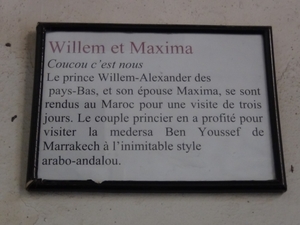 Willem et Maxima
Coucou c'est nous
Le prince Willem-Alexander des
pays-Bas, et son épouse Maxima, se sont
rendus au Maroc pour une visite de trois
jours. Le couple princier en a profité pour
visiter la medersa Ben Youssef de
Marrakech à l'inimitable style
arabo-andalou.